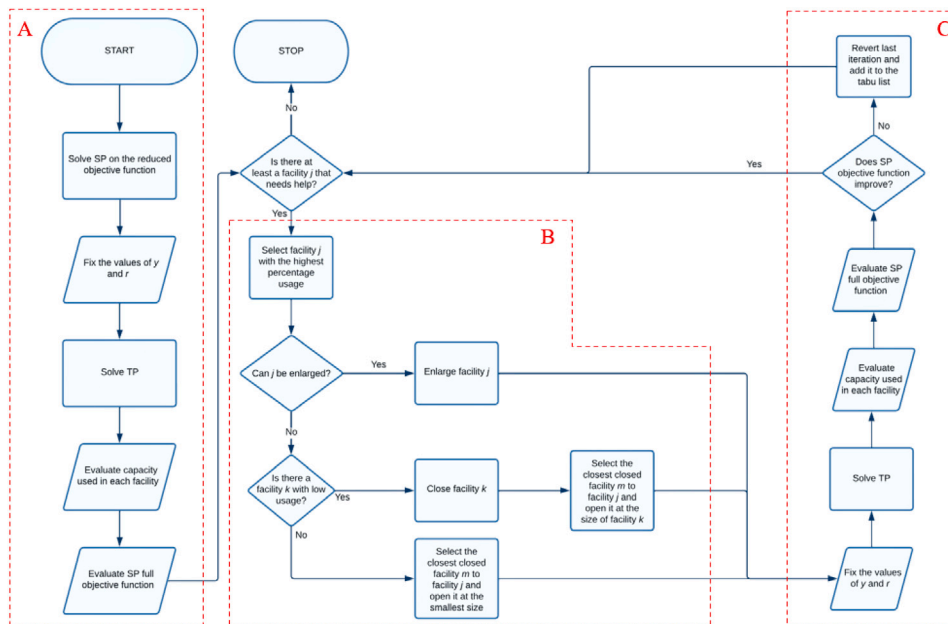 A
START
Solve SP on the reduced
objective function
Fix the values of y
and r
Solve TP
Evaluate capacity
used in each facility
Evaluate SP full
objective function
STOP
No
Is there at
least a facility j that
needs help?
Yes
B
Select facility j
with the highest
percentage
usage
Can j be enlarged?
Yes
Enlarge facility j
No
Is there a
facility k with low
usage?
Yes
Close facility k
Select the
closest closed
facility m to
facility j and
open it at the
size of facility k
No
Select the
closest closed
facility m to
facility j and
open it at the
smallest size
C
Revert last
iteration and
add it to the
tabu list
No
Does SP
objective function
improve?
Yes
Evaluate SP
full objective
function
Evaluate
capacity used
in each facility
Solve TP
Fix the values
of y and r